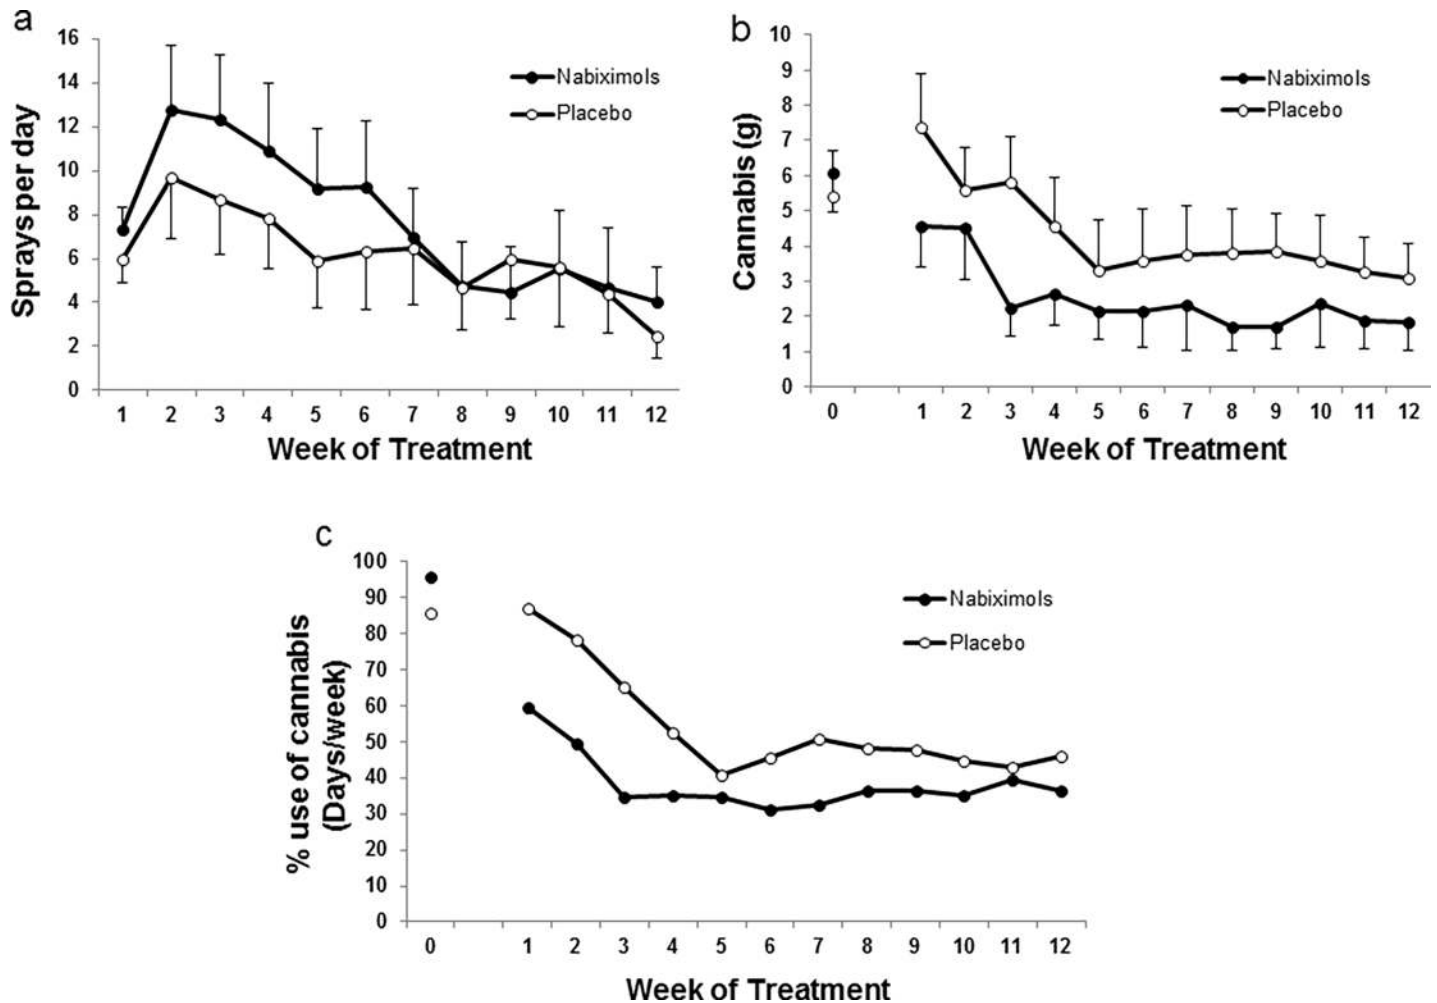 a
Sprays per day
16
14
12
10
8
6
4
2
0
Nabiximols
Placebo
1 2 3 4 5 6 7 8 9 10 11 12
Week of Treatment
b
Cannabis (g)
10
9
8
7
6
5
4
3
2
1
0
Nabiximols
Placebo
0 1 2 3 4 5 6 7 8 9 10 11 12
Week of Treatment
c
% use of cannabis
(Days/week)
100
90
80
70
60
50
40
30
20
10
0
Nabiximols
Placebo
0 1 2 3 4 5 6 7 8 9 10 11 12
Week of Treatment